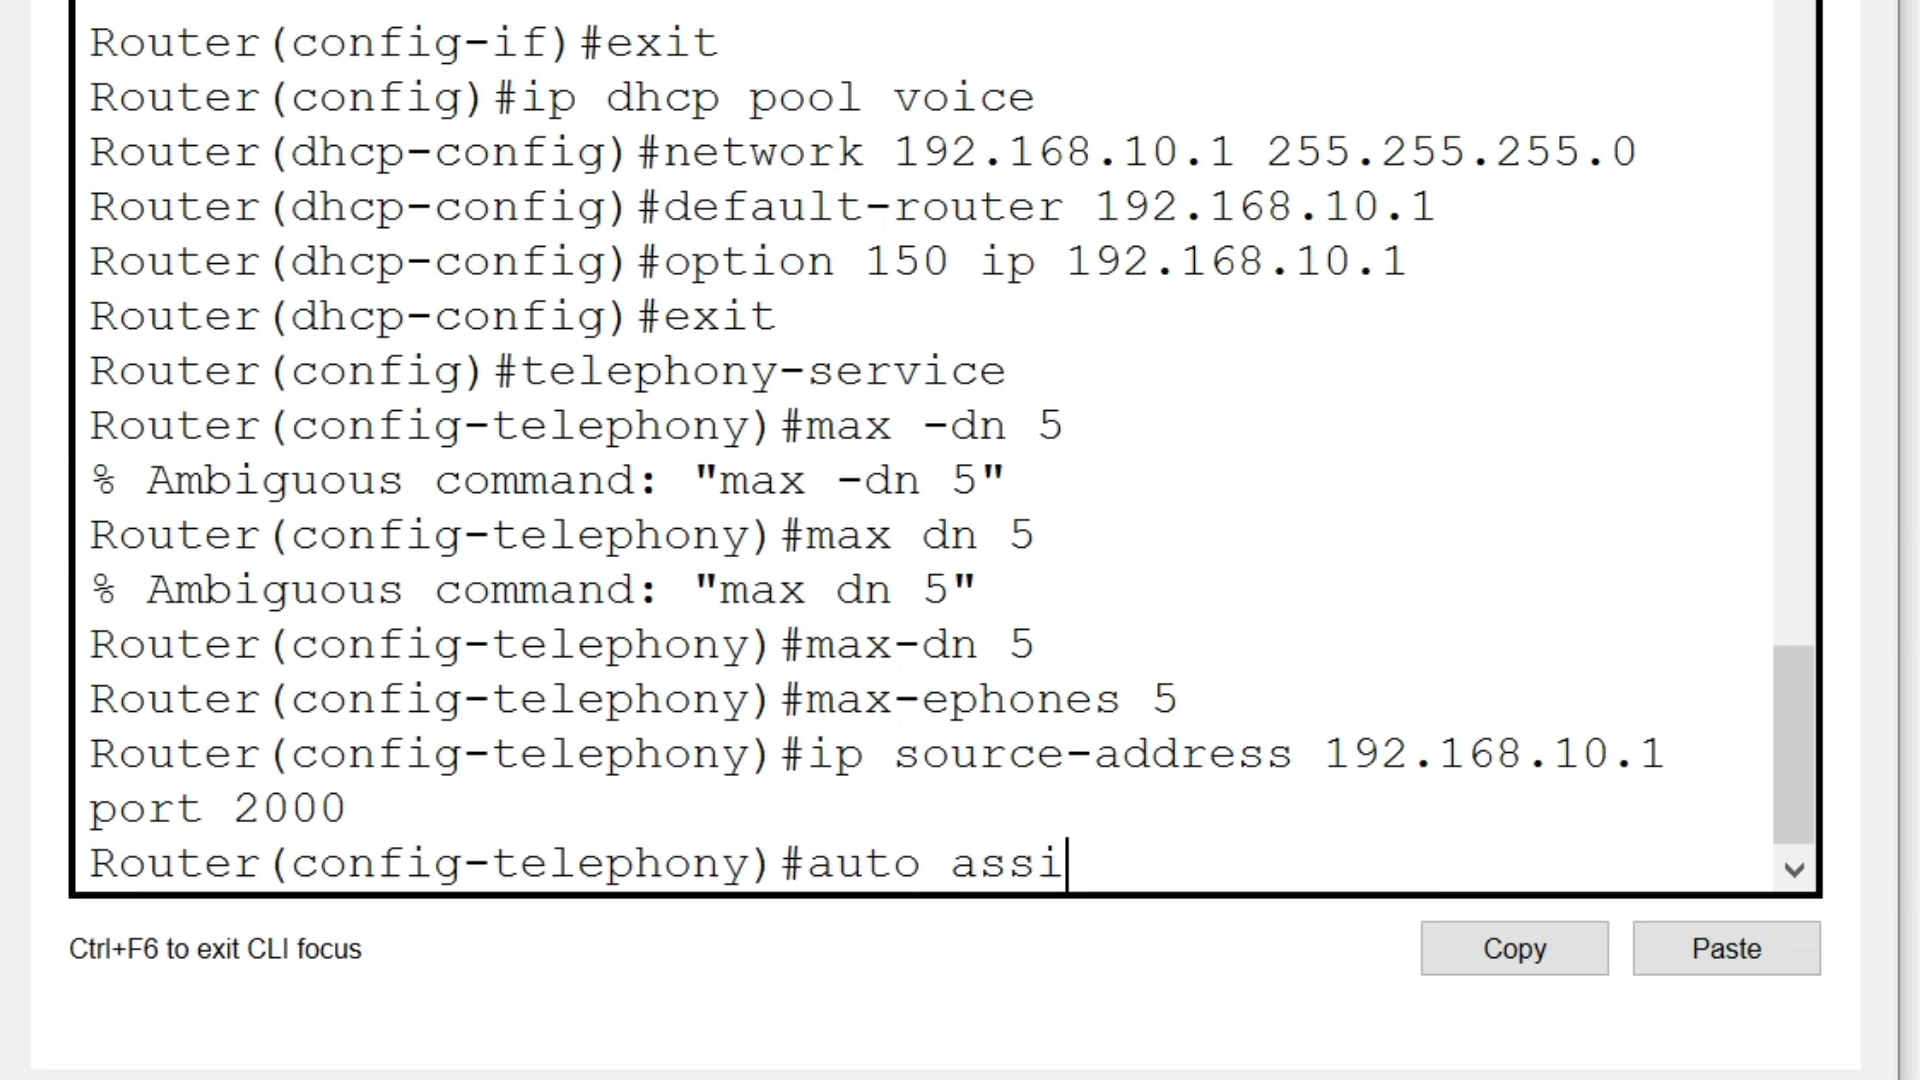 Router(config-if)#exit
Router(config)#ip dhcp pool voice
Router(dhcp-config)#network 192.168.10.1 255.255.255.0
Router(dhcp-config)#default-router 192.168.10.1
Router(dhcp-config)#option 150 ip 192.168.10.1
Router(dhcp-config)#exit
Router(config)#telephony-service
Router(config-telephony)#max -dn 5
% Ambiguous command: "max -dn 5"
Router(config-telephony)#max dn 5
% Ambiguous command: "max dn 5"
Router(config-telephony)#max-dn 5
Router(config-telephony)#max-ephones 5
Router(config-telephony)#ip source-address 192.168.10.1
port 2000
Router(config-telephony)#auto assi
Ctrl+F6 to exit CLI focus
Copy
Paste